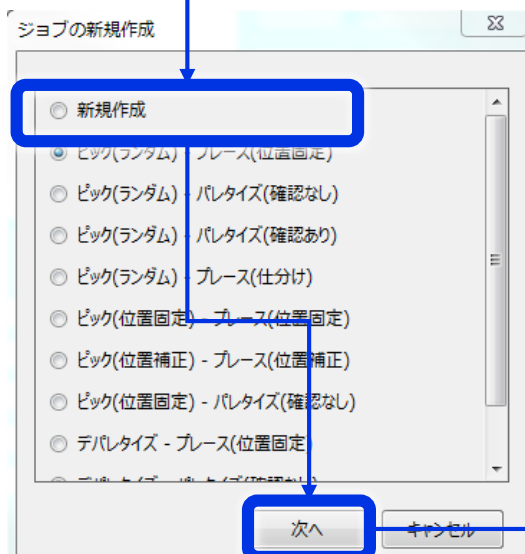 ジョブの新規作成
新規作成
ピック(ランダム) - プレース(位置固定)
ピック(ランダム) - パレタイズ(確認なし)
ピック(ランダム) - パレタイズ(確認あり)
ピック(ランダム) - プレース(仕分け)
ピック(位置固定) - プレース(位置固定)
ピック(位置補正) - プレース(位置補正)
ピック(位置固定) - パレタイズ(確認なし)
デパレタイズ - プレース(位置固定)
次へ
キャンセル